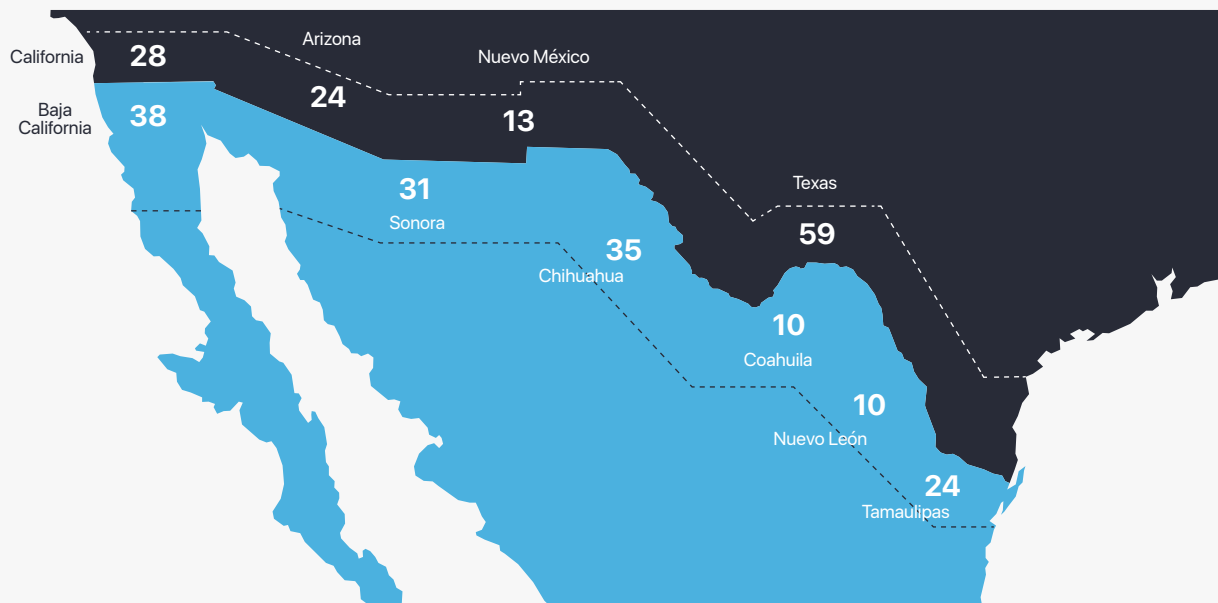 Arizona
California
28
Nuevo México
24
Baja
California
38
13
Texas
31
Sonora
59
35
Chihuahua
10
Coahuila
10
Nuevo León
24
Tamaulipas